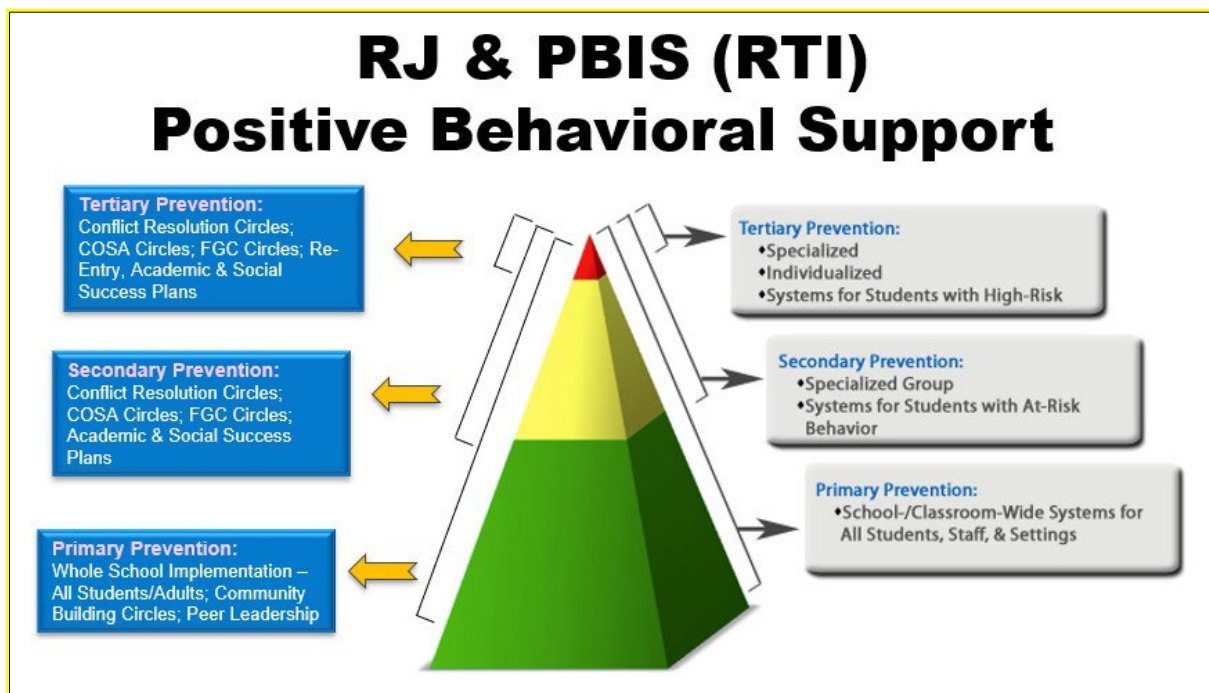 RJ & PBIS (RTI)
Positive Behavioral Support
Tertiary Prevention:
Conflict Resolution Circles;
COSA Circles; FGC Circles; Re-
Entry, Academic & Social
Success Plans
Secondary Prevention:
Conflict Resolution Circles;
COSA Circles; FGC Circles;
Academic & Social Success
Plans
Primary Prevention:
Whole School Implementation –
All Students/Adults; Community
Building Circles; Peer Leadership
Tertiary Prevention:
♦Specialized
♦Individualized
♦Systems for Students with High-Risk
Secondary Prevention:
♦Specialized Group
♦Systems for Students with At-Risk
Behavior
Primary Prevention:
♦School-/Classroom-Wide Systems for
All Students, Staff, & Settings